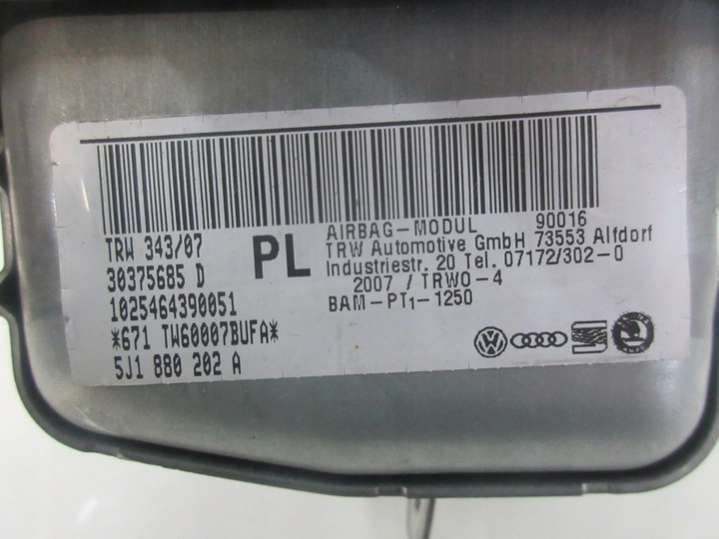 TRW 343/07
30375685 D
1025464390051
*671 TW60007BUFA*
5J1 880 202 A
PL
AIRBAG-MODUL 90016
TRW Automotive GmbH 73553 Alfdorf
Industriestr. 20 Tel. 07172/302-0
2007 / TRWO-4
BAM-PT1-1250